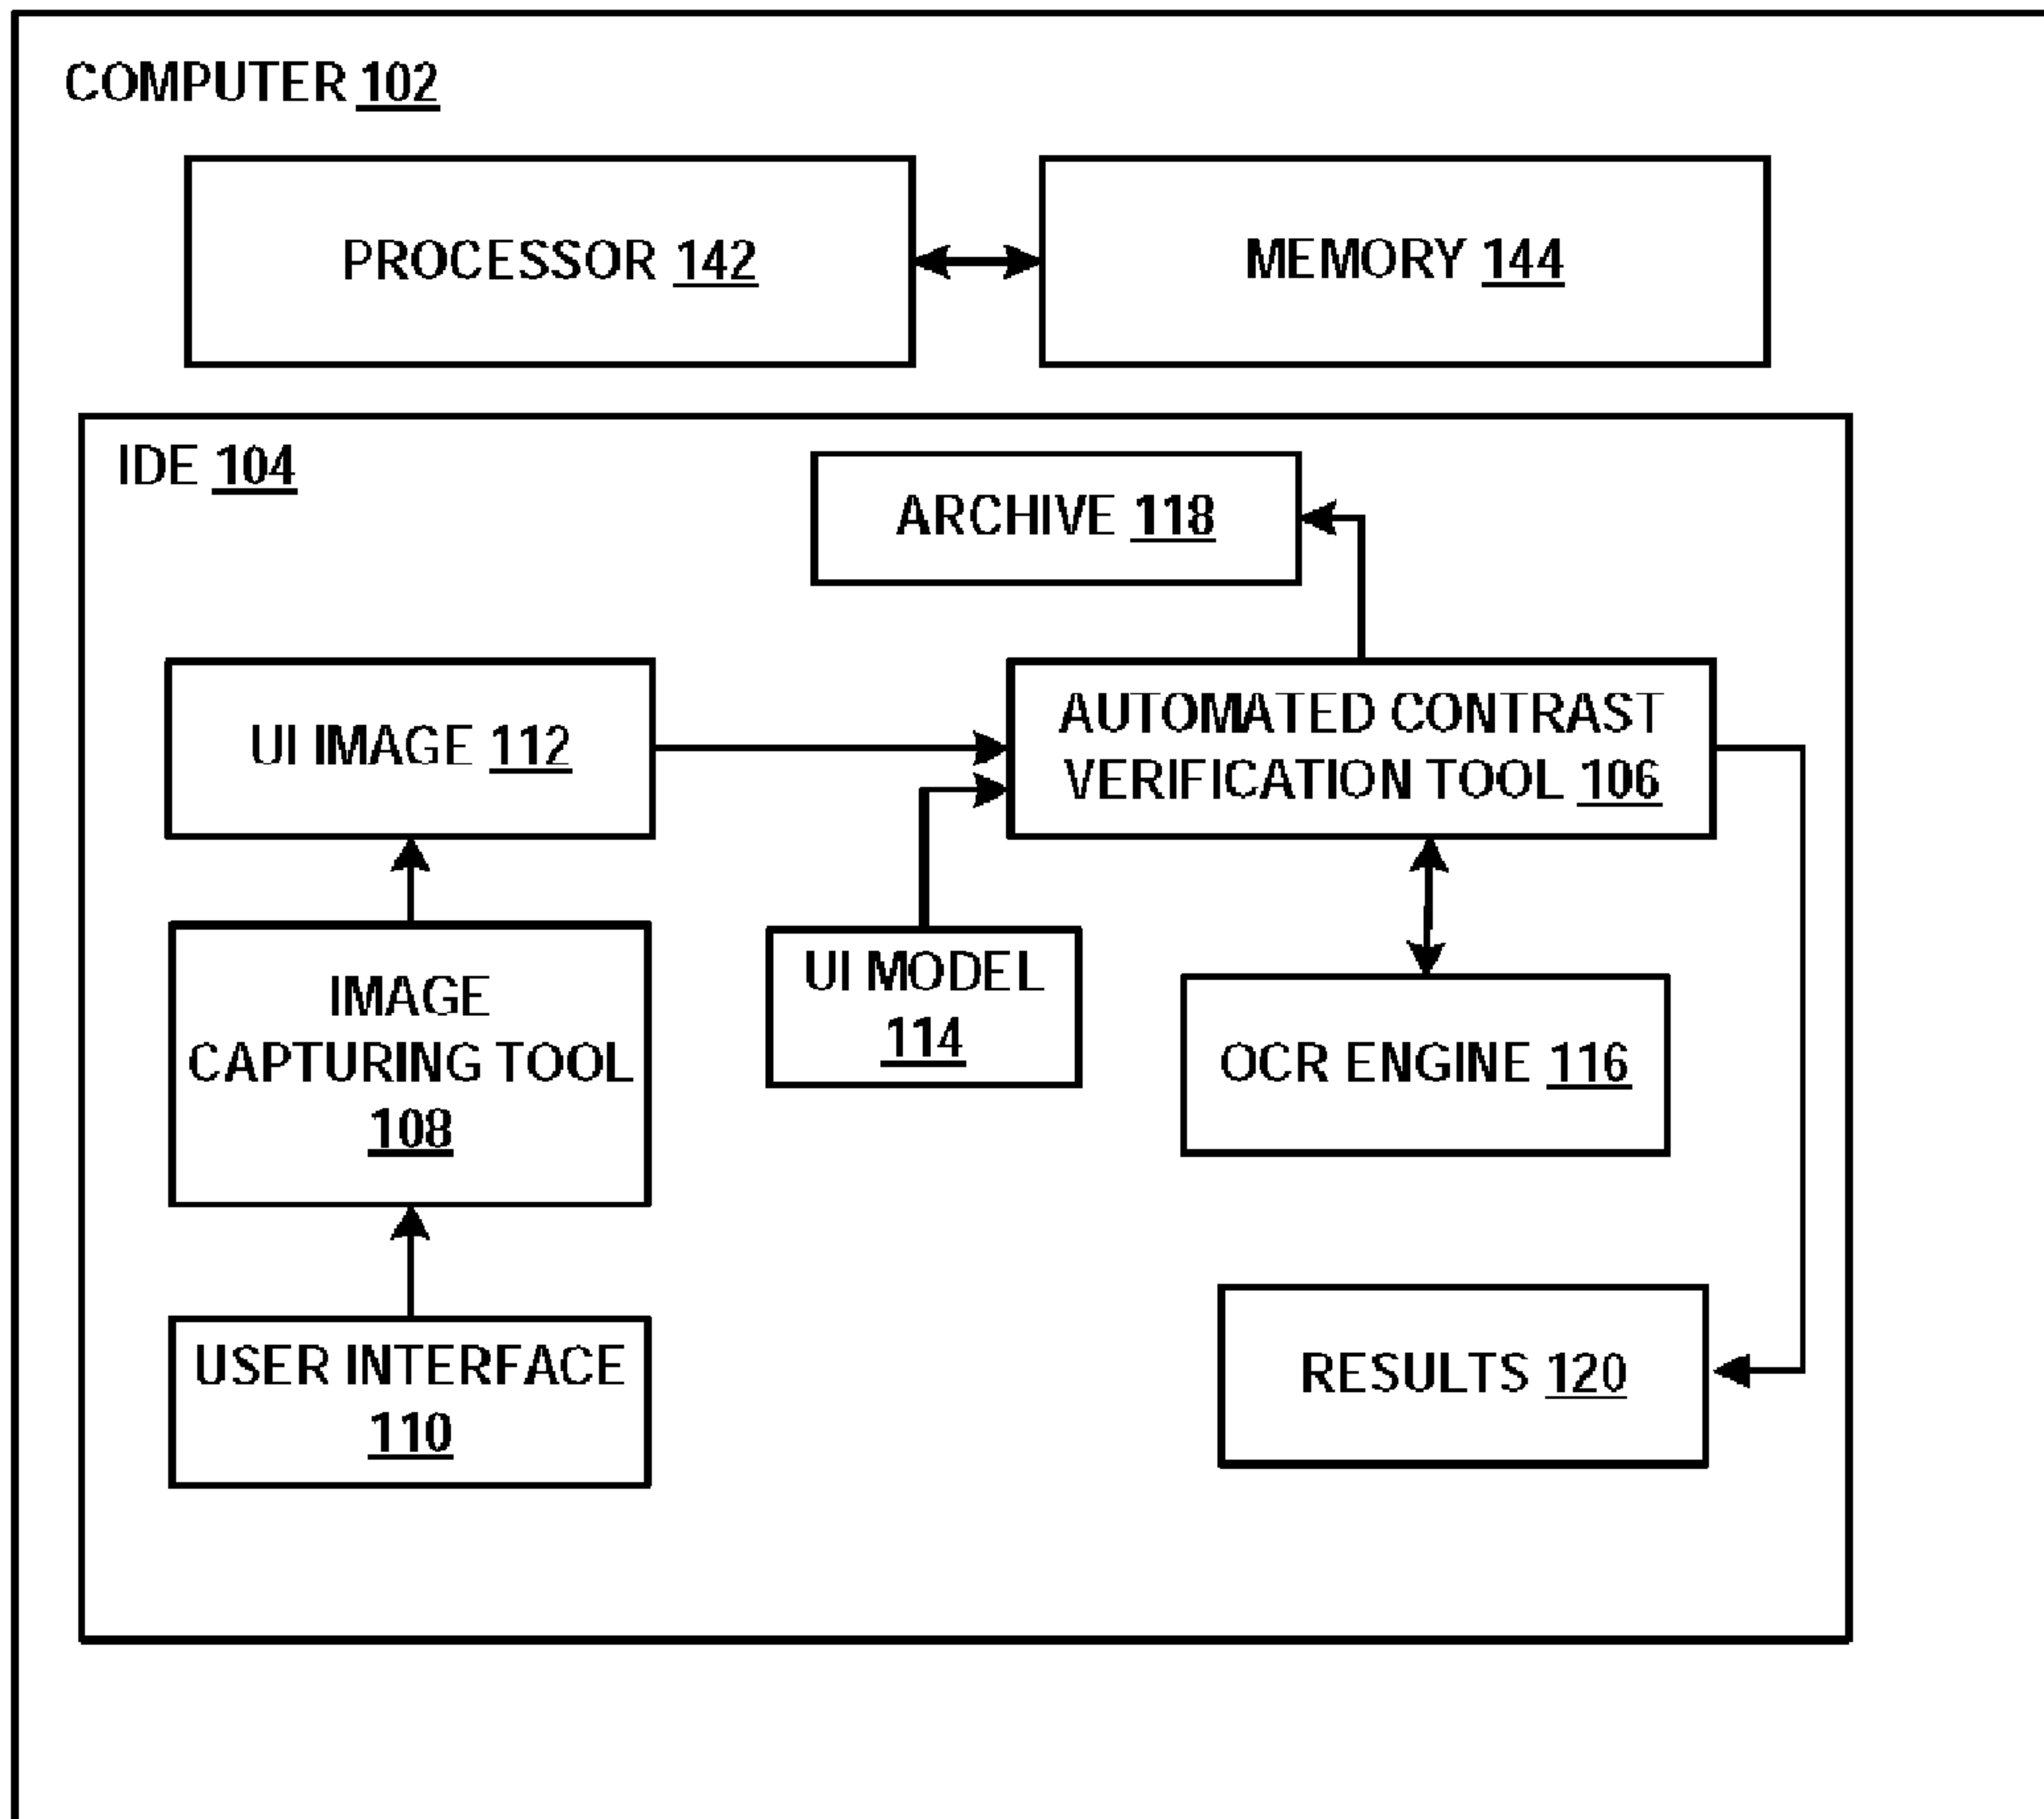 COMPUTER 102
PROCESSOR 142
MEMORY 144
IDE 104
ARCHIVE 118
UI IMAGE 112
AUTOMATED CONTRAST
VERIFICATION TOOL 106
IMAGE
CAPTURING TOOL
108
UI MODEL
114
OCR ENGINE 116
USER INTERFACE
110
RESULTS 120